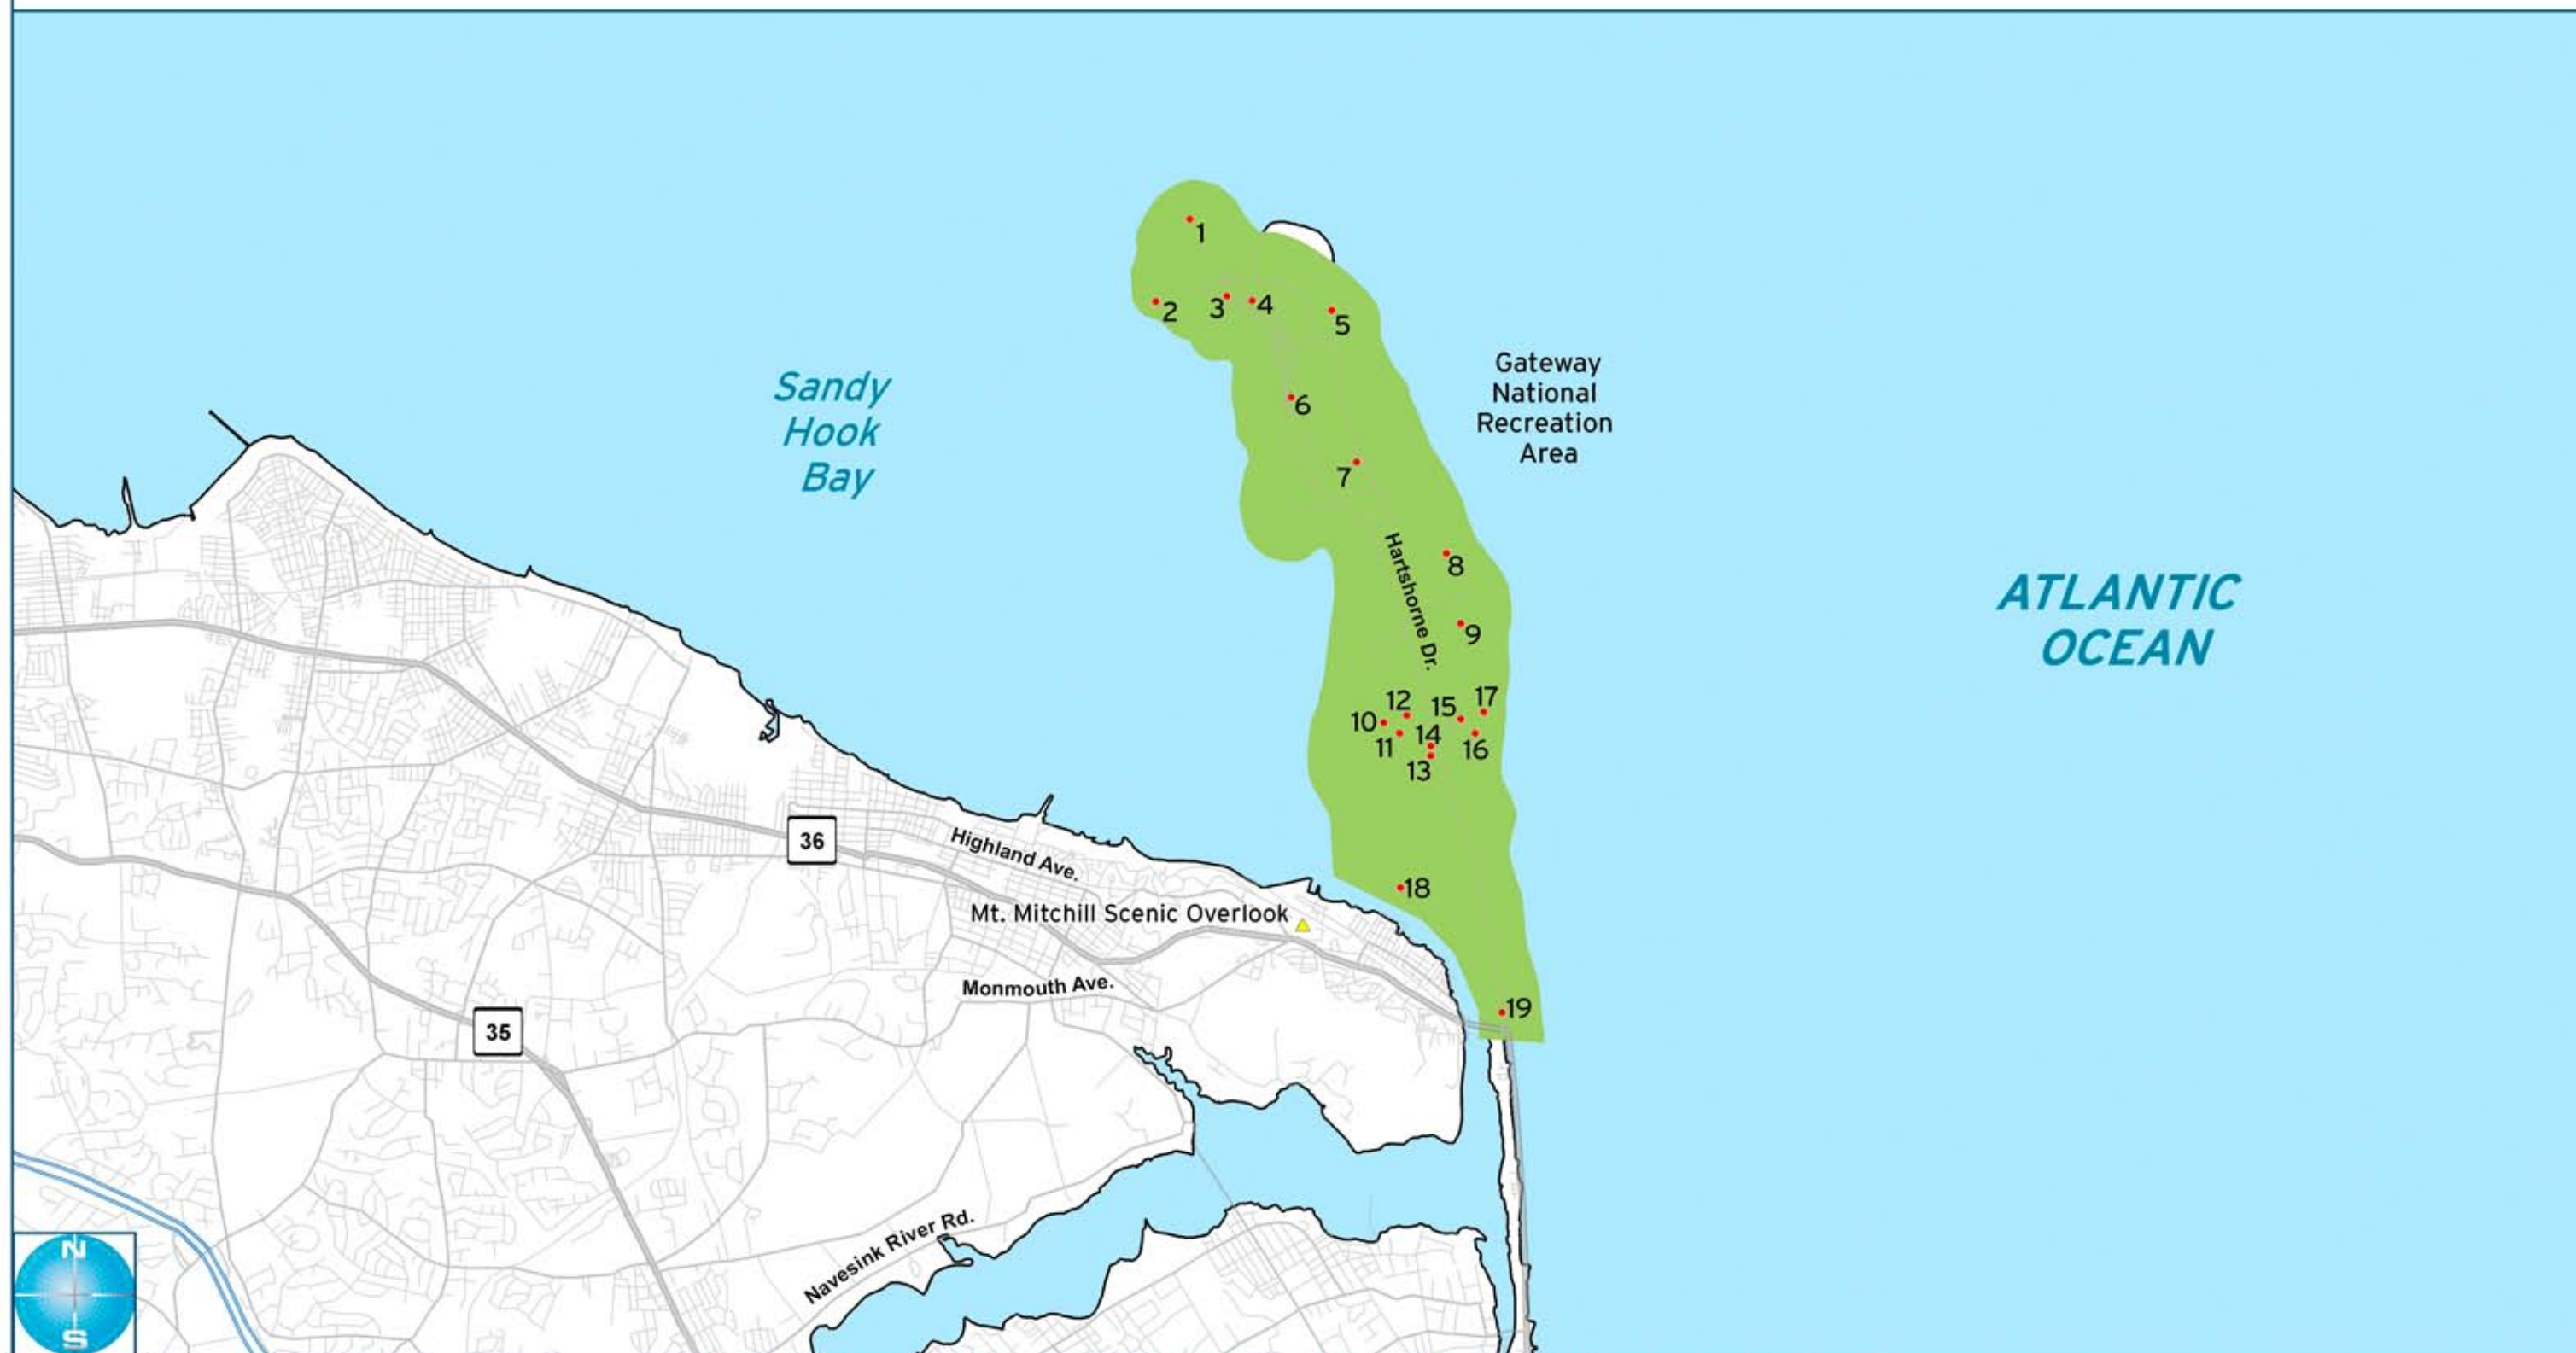 1
2
3
4
5
Gateway
National
Recreation
Area
Sandy
Hook
Bay
6
7
Hartshorne Dr.
8
9
ATLANTIC
OCEAN
12
15
17
10
14
11
16
13
36
Highland Ave.
18
Mt. Mitchill Scenic Overlook
Monmouth Ave.
19
35
Navesink River Rd.
N
S